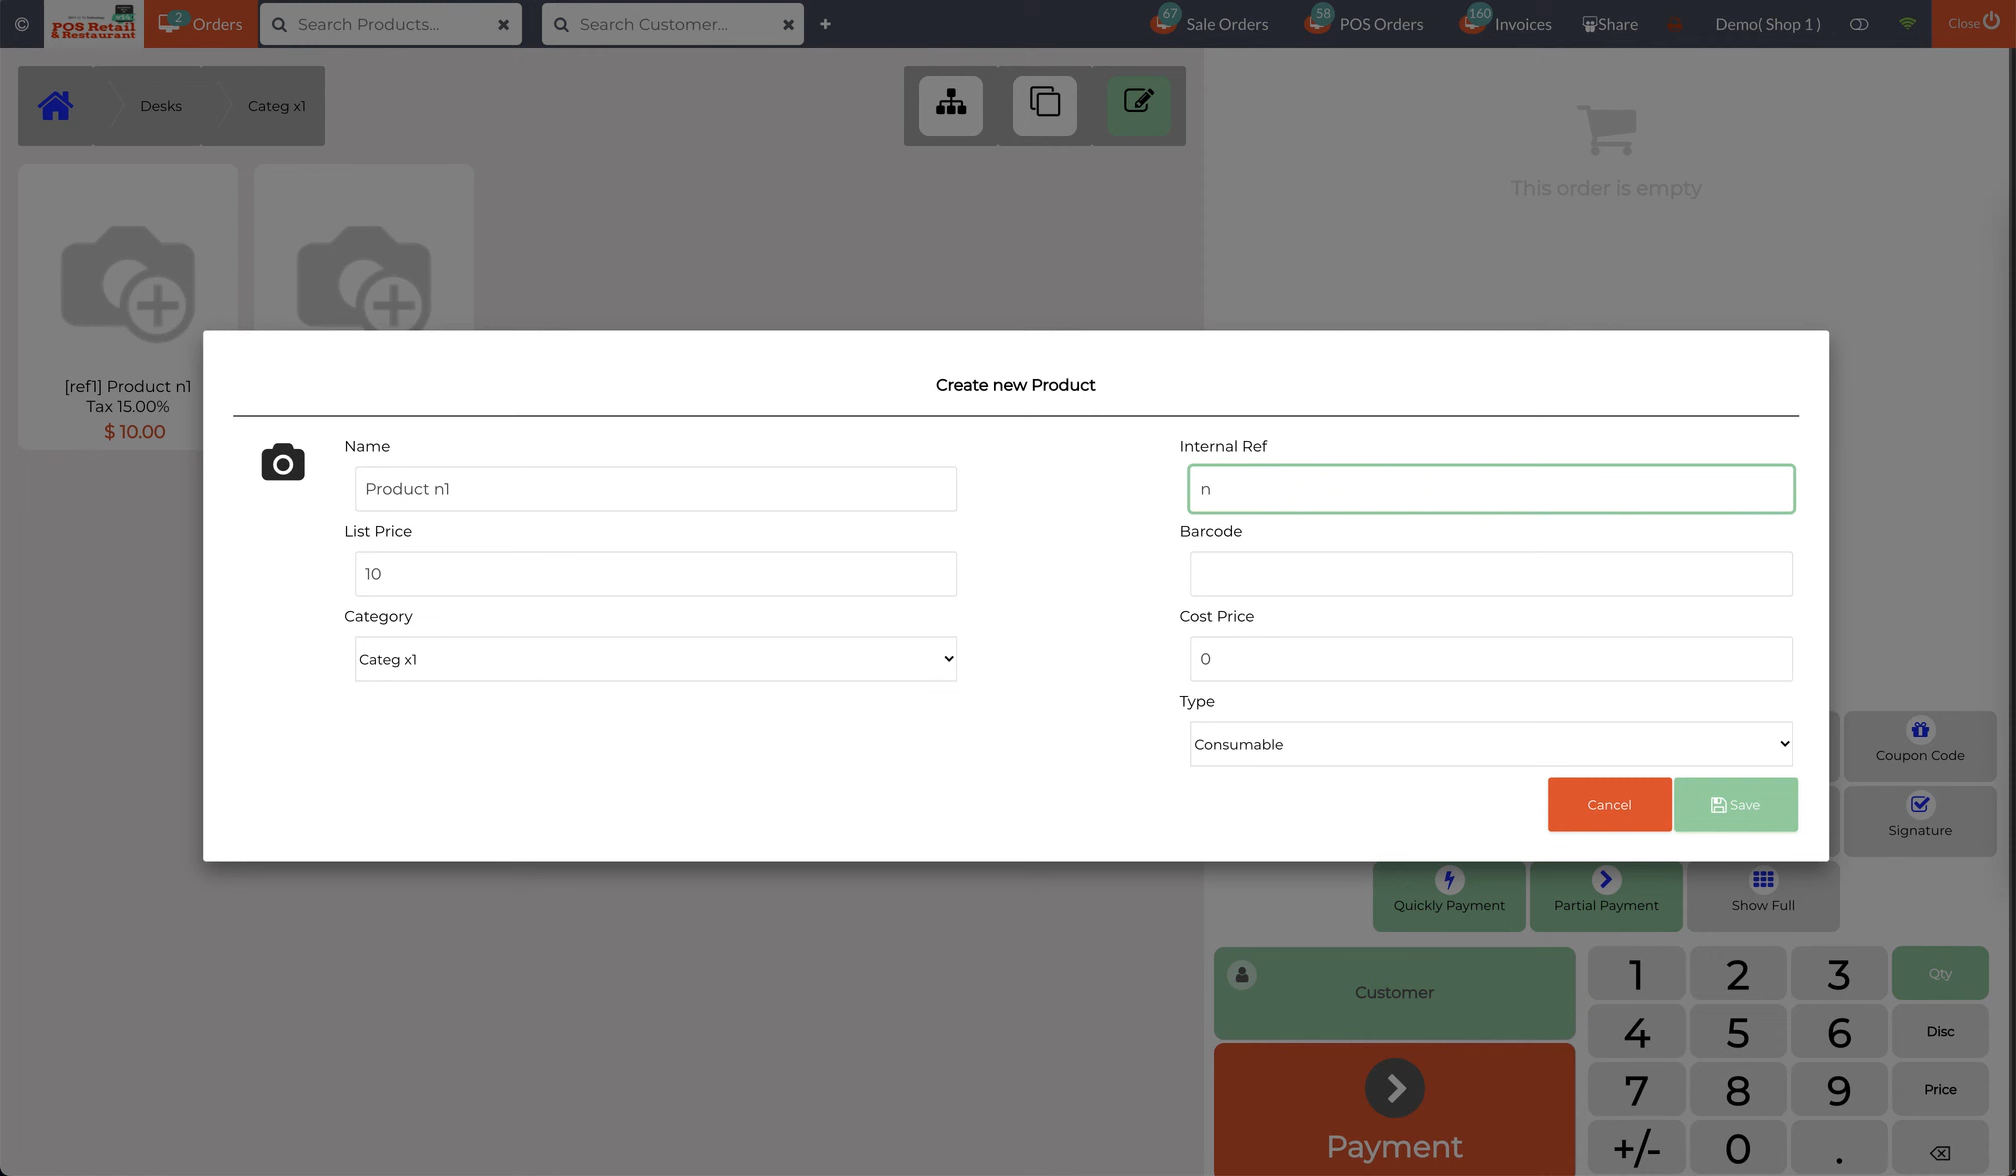 ©
POS Retail
& Restaurant
2
Orders
Search Products...
Search Customer...
+
67
Sale Orders
58
POS Orders
160
Invoices
Share
Demo( Shop 1 )
Close
Desks
Categ x1
This order is empty
[ref1] Product n1
Tax 15.00%
$ 10.00
Create new Product
Name
Internal Ref
Product n1
n
List Price
Barcode
10
Category
Cost Price
Categ x1
0
Type
Consumable
Cancel
Save
Coupon Code
Signature
Quickly Payment
Partial Payment
Show Full
Customer
Payment
1
2
3
Qty
4
5
6
Disc
7
8
9
Price
+/-
0
.